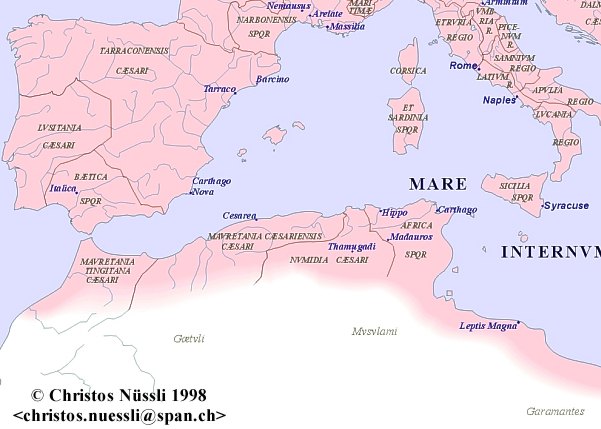 Nemausus
Arelate
Massilia
NARBONENSIS
SPQR
MARI
TIMÆ
Ariminum
ETRVRIA
REGIO
VMB
RIA
R.
PICE
NVM
R.
SAMNIVM
REGIO
DALM
CÆ
Rome
LATIVM
R.
Naples
APVLIA
REGIO
LVCANIA
REGIO
TARRACONENSIS
CÆSARI
Barcino
Tarraco
CORSICA
ET
SARDINIA
SPQR
LVSITANIA
CÆSARI
BÆTICA
SPQR
Italica
Carthago
Nova
MARE
INTERNVM
SICILIA
SPQR
Syracuse
Cesarea
Hippo
Carthago
MAVRETANIA CÆSARIENSIS
CÆSARI
AFRICA
SPQR
Madauros
Thamugadi
NVMIDIA CÆSARI
MAVRETANIA
TINGITANA
CÆSARI
Leptis Magna
Gætvli
Mvsvlami
Garamantes
© Christos Nüssli 1998
<christos.nuessli@span.ch>